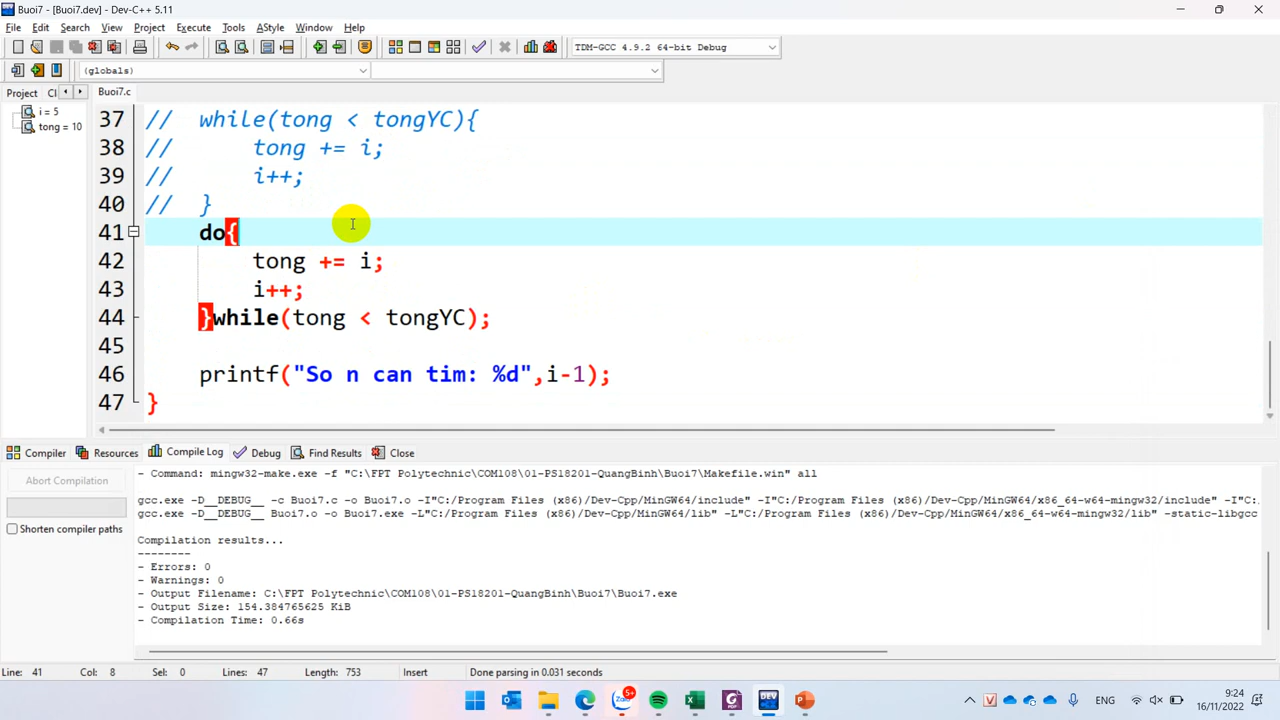 Buoi7 - [Buoi7.dev] - Dev-C++ 5.11
File Edit Search View Project Execute Tools AStyle Window Help
TDM-GCC 4.9.2 64-bit Debug
(globals)
Project Cl Buoi7.c
i = 5
tong = 10
37 // while(tong < tongYC){
38 // tong += i;
39 // i++;
40 // }
41 do{
42 tong += i;
43 i++;
44 }while(tong < tongYC);
45
46 printf("So n can tim: %d",i-1);
47 }
Compiler Resources Compile Log Debug Find Results Close
Abort Compilation
Shorten compiler paths
- Command: mingw32-make.exe -f "C:\FPT Polytechnic\COM108\01-PS18201-QuangBinh\Buoi7\Makefile.win" all
gcc.exe -D__DEBUG__ -c Buoi7.c -o Buoi7.o -I"C:/Program Files (x86)/Dev-Cpp/MinGW64/include" -I"C:/Program Files (x86)/Dev-Cpp/MinGW64/x86_64-w64-mingw32/include" -I"C:
gcc.exe -D__DEBUG__ Buoi7.o -o Buoi7.exe -L"C:/Program Files (x86)/Dev-Cpp/MinGW64/lib" -L"C:/Program Files (x86)/Dev-Cpp/MinGW64/x86_64-w64-mingw32/lib" -static-libgcc
Compilation results...
--------
- Errors: 0
- Warnings: 0
- Output Filename: C:\FPT Polytechnic\COM108\01-PS18201-QuangBinh\Buoi7\Buoi7.exe
- Output Size: 154.384765625 KiB
- Compilation Time: 0.66s
Line: 41 Col: 8 Sel: 0 Lines: 47 Length: 753 Insert Done parsing in 0.031 seconds
5+
Zalo
DEV
PDF
ENG
9:24
16/11/2022